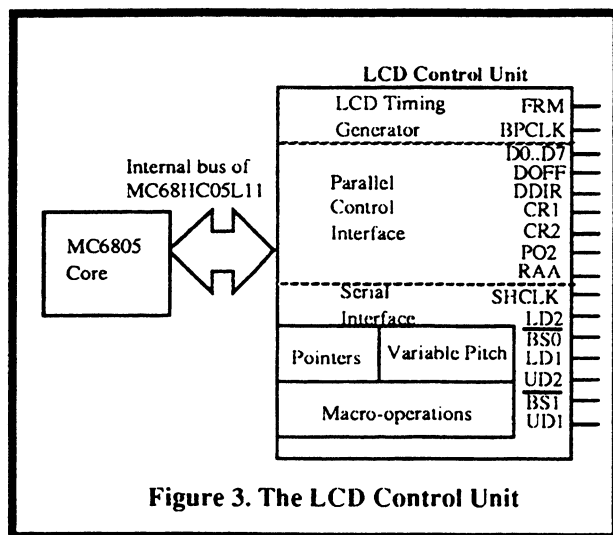 LCD Control Unit
LCD Timing
Generator
FRM
BPCLK
Internal bus of
MC68HC05L11
MC6805
Core
Parallel
Control
Interface
D0..D7
DOFF
DDIR
CR1
CR2
PO2
RAA
Serial
Interface
SHCLK
LD2
BS0
LD1
UD2
BS1
UD1
Pointers
Variable Pitch
Macro-operations
Figure 3. The LCD Control Unit